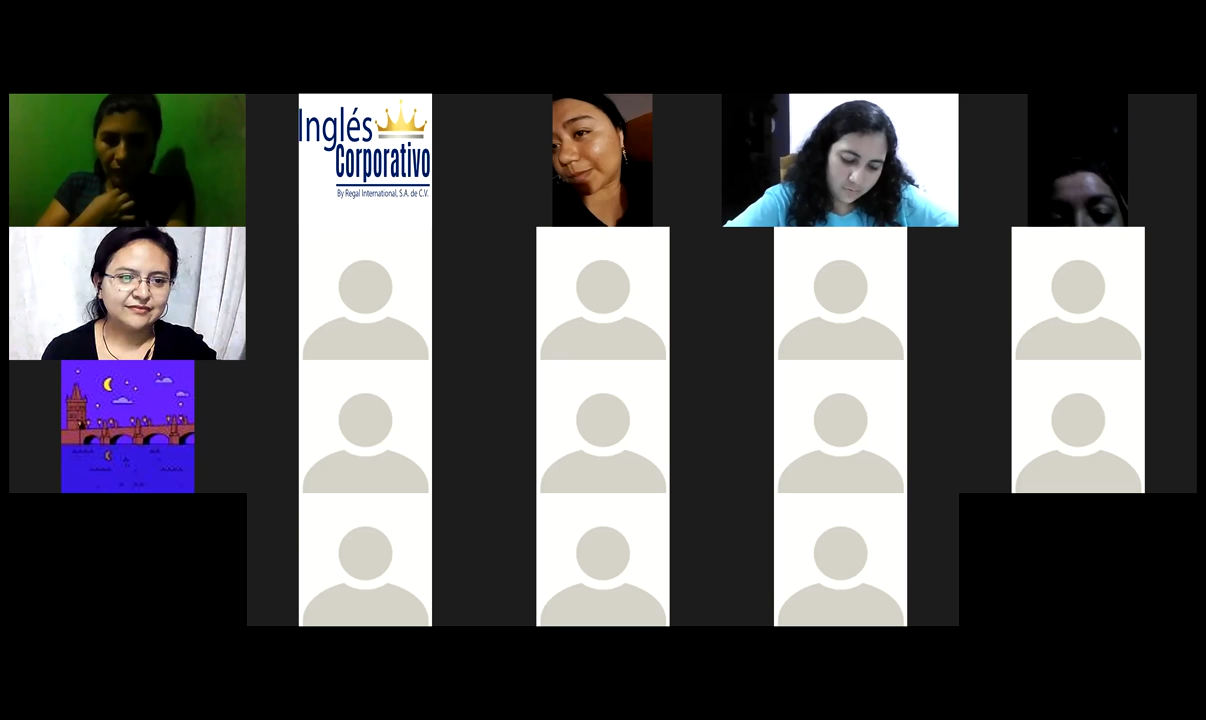 Inglés
Corporativo
By Regal International, S.A. de C.V.